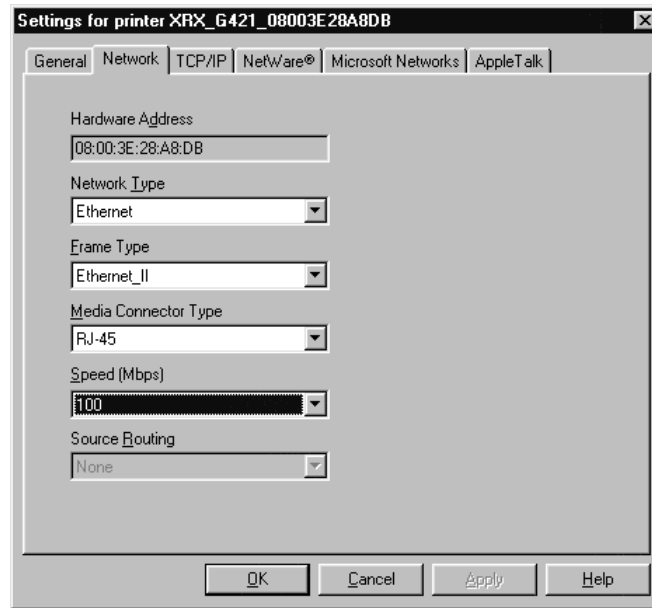 Settings for printer XRX_G421_08003E28A8DB
General Network TCP/IP NetWare® Microsoft Networks AppleTalk
Hardware Address
08:00:3E:28:A8:DB
Network Type
Ethernet
Frame Type
Ethernet_II
Media Connector Type
RJ-45
Speed (Mbps)
100
Source Routing
None
OK Cancel Apply Help